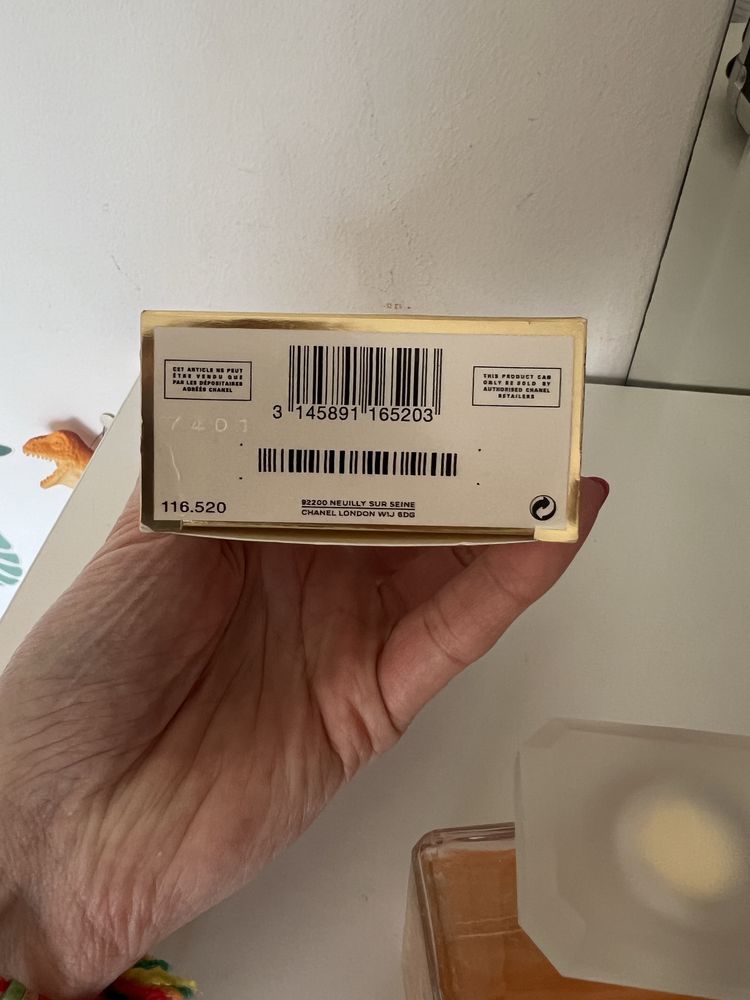 CET ARTICLE NE PEUT
ÊTRE VENDU QUE
PAR LES DÉPOSITAIRES
AGRÉÉS CHANEL
THIS PRODUCT CAN
ONLY BE SOLD BY
AUTHORISED CHANEL
RETAILERS
3 145891 165203
116.520
92200 NEUILLY SUR SEINE
CHANEL LONDON W1J 6DG